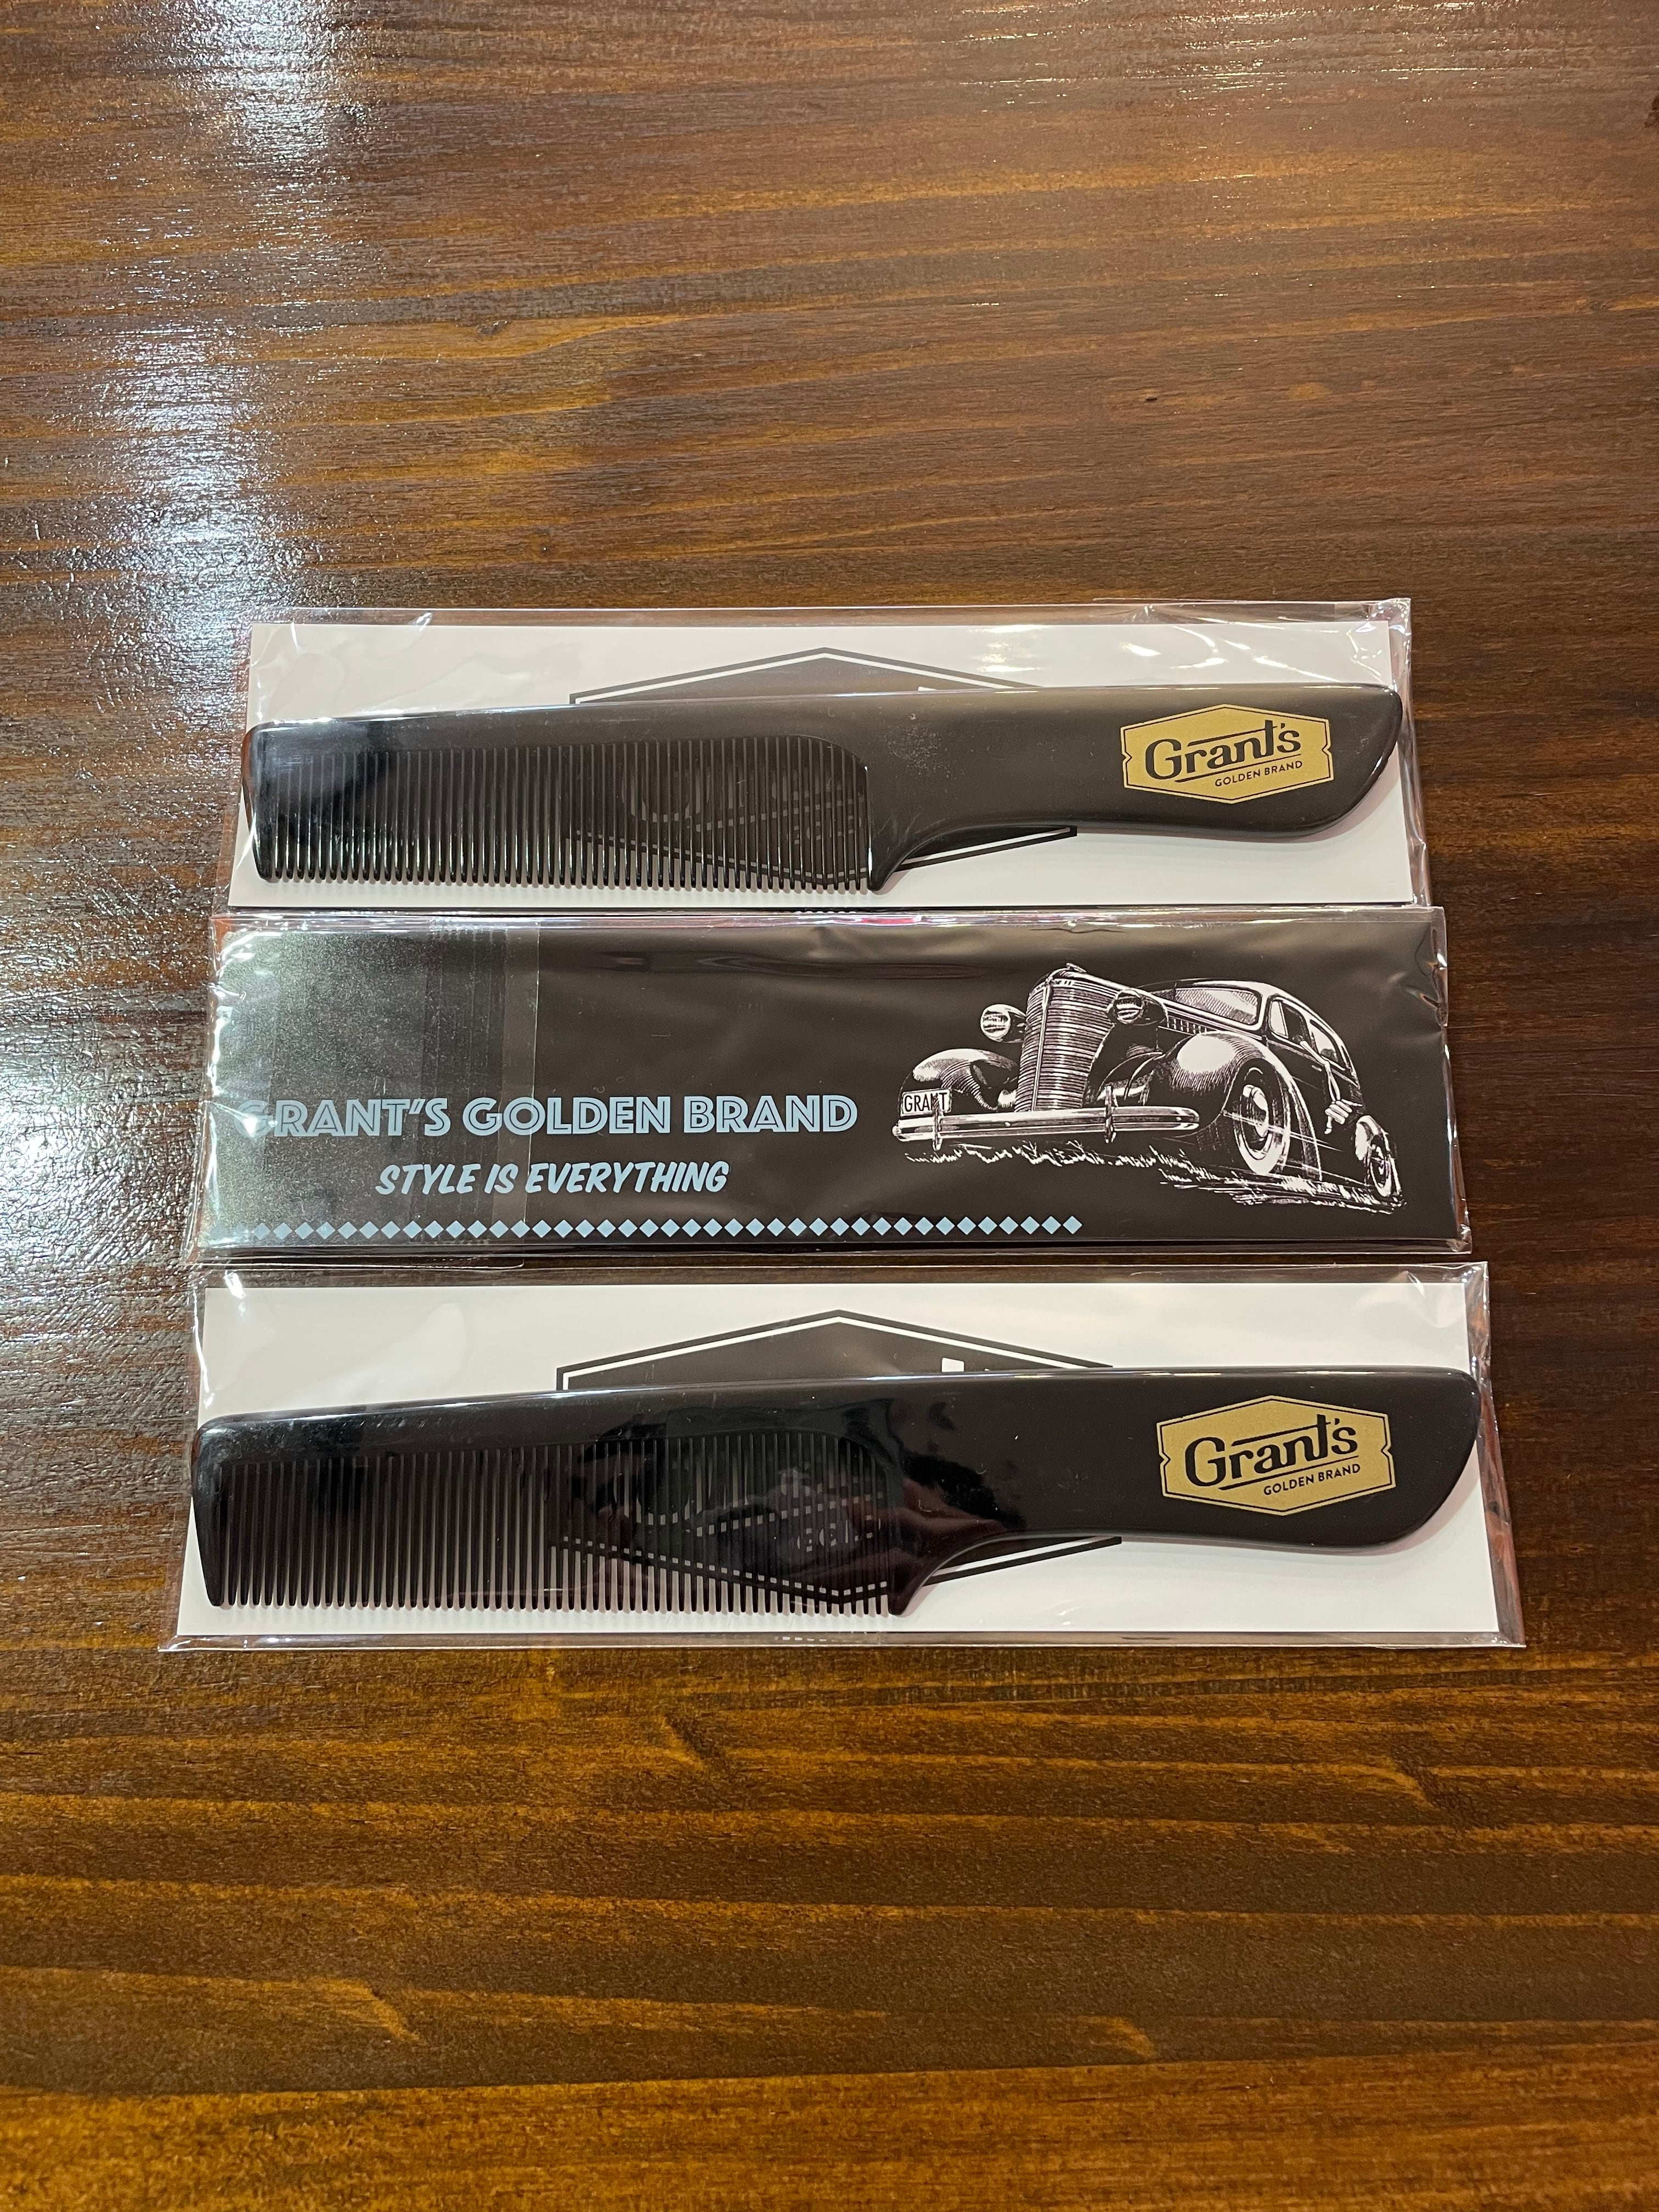 Grant's
GOLDEN BRAND
GRANT'S GOLDEN BRAND
STYLE IS EVERYTHING
GRANT
Grant's
GOLDEN BRAND